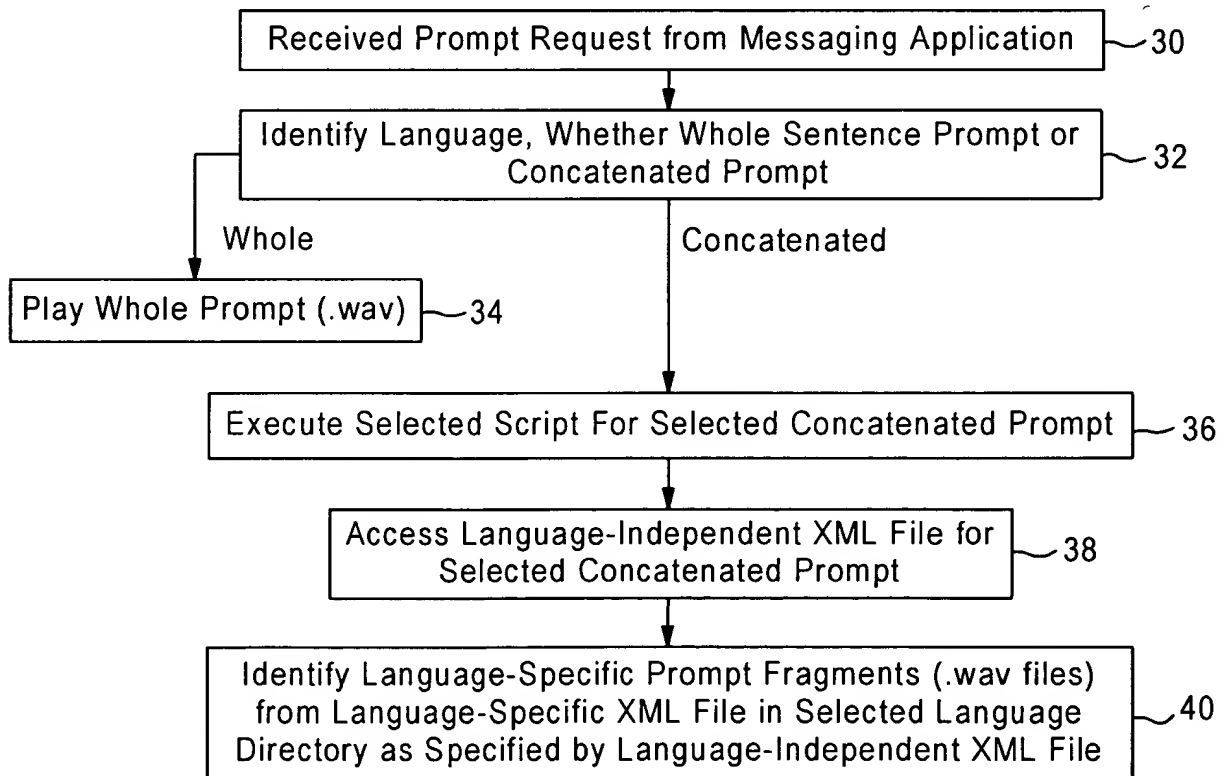 Received Prompt Request from Messaging Application
30
Identify Language, Whether Whole Sentence Prompt or
Concatenated Prompt
32
Whole
Concatenated
Play Whole Prompt (.wav)
34
Execute Selected Script For Selected Concatenated Prompt
36
Access Language-Independent XML File for
Selected Concatenated Prompt
38
Identify Language-Specific Prompt Fragments (.wav files)
from Language-Specific XML File in Selected Language
Directory as Specified by Language-Independent XML File
40